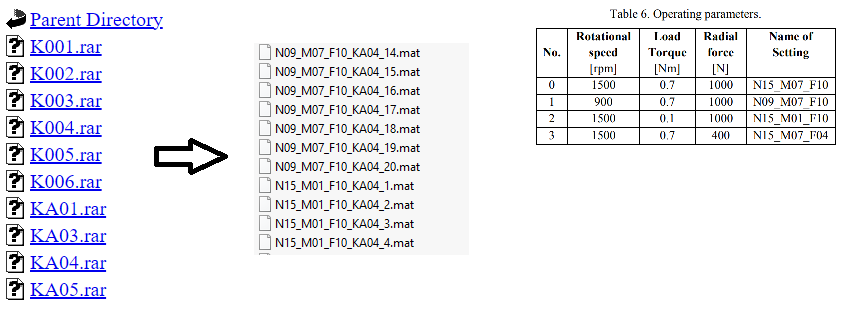 Parent Directory
K001.rar
K002.rar
K003.rar
K004.rar
K005.rar
K006.rar
KA01.rar
KA03.rar
KA04.rar
KA05.rar
N09_M07_F10_KA04_14.mat
N09_M07_F10_KA04_15.mat
N09_M07_F10_KA04_16.mat
N09_M07_F10_KA04_17.mat
N09_M07_F10_KA04_18.mat
N09_M07_F10_KA04_19.mat
N09_M07_F10_KA04_20.mat
N15_M01_F10_KA04_1.mat
N15_M01_F10_KA04_2.mat
N15_M01_F10_KA04_3.mat
N15_M01_F10_KA04_4.mat
Table 6. Operating parameters.
No. Rotational speed [rpm] Load Torque [Nm] Radial force [N] Name of Setting
0 1500 0.7 1000 N15_M07_F10
1 900 0.7 1000 N09_M07_F10
2 1500 0.1 1000 N15_M01_F10
3 1500 0.7 400 N15_M07_F04